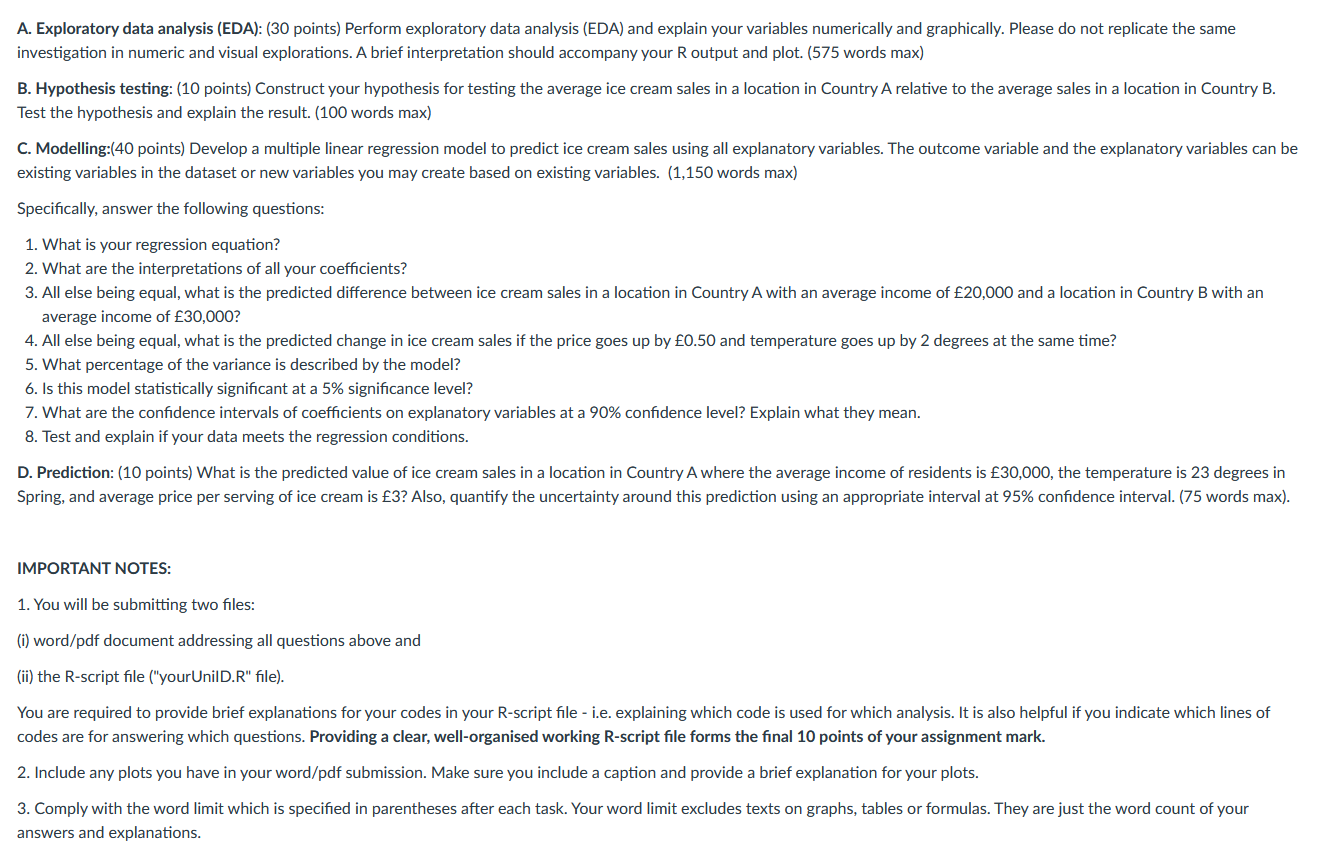 A. Exploratory data analysis (EDA): (30 points) Perform exploratory data analysis (EDA) and explain your variables numerically and graphically. Please do not replicate the same
investigation in numeric and visual explorations. A brief interpretation should accompany your R output and plot. (575 words max)
B. Hypothesis testing: (10 points) Construct your hypothesis for testing the average ice cream sales in a location in Country A relative to the average sales in a location in Country B.
Test the hypothesis and explain the result. (100 words max)
C. Modelling:(40 points) Develop a multiple linear regression model to predict ice cream sales using all explanatory variables. The outcome variable and the explanatory variables can be
existing variables in the dataset or new variables you may create based on existing variables. (1,150 words max)
Specifically, answer the following questions:
1. What is your regression equation?
2. What are the interpretations of all your coefficients?
3. All else being equal, what is the predicted difference between ice cream sales in a location in Country A with an average income of £20,000 and a location in Country B with an
average income of £30,000?
4. All else being equal, what is the predicted change in ice cream sales if the price goes up by £0.50 and temperature goes up by 2 degrees at the same time?
5. What percentage of the variance is described by the model?
6. Is this model statistically significant at a 5% significance level?
7. What are the confidence intervals of coefficients on explanatory variables at a 90% confidence level? Explain what they mean.
8. Test and explain if your data meets the regression conditions.
D. Prediction: (10 points) What is the predicted value of ice cream sales in a location in Country A where the average income of residents is £30,000, the temperature is 23 degrees in
Spring, and average price per serving of ice cream is £3? Also, quantify the uncertainty around this prediction using an appropriate interval at 95% confidence interval. (75 words max).
IMPORTANT NOTES:
1. You will be submitting two files:
(i) word/pdf document addressing all questions above and
(ii) the R-script file ("yourUniID.R" file).
You are required to provide brief explanations for your codes in your R-script file - i.e. explaining which code is used for which analysis. It is also helpful if you indicate which lines of
codes are for answering which questions. Providing a clear, well-organised working R-script file forms the final 10 points of your assignment mark.
2. Include any plots you have in your word/pdf submission. Make sure you include a caption and provide a brief explanation for your plots.
3. Comply with the word limit which is specified in parentheses after each task. Your word limit excludes texts on graphs, tables or formulas. They are just the word count of your
answers and explanations.